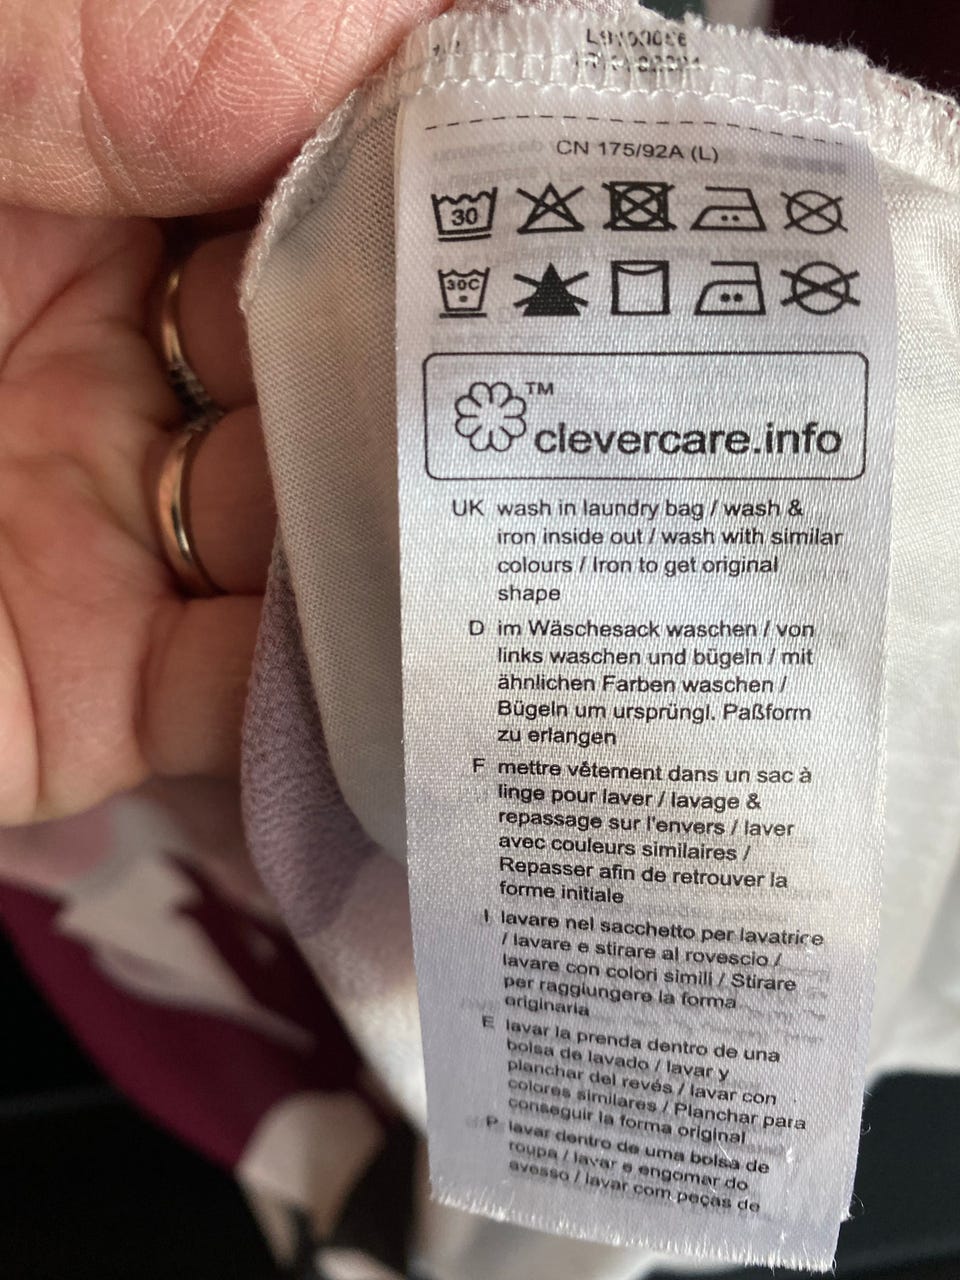 CN 175/92A (L)
30
30C
TM
clevercare.info
UK wash in laundry bag / wash &
iron inside out / wash with similar
colours / Iron to get original
shape
D im Wäschesack waschen / von
links waschen und bügeln / mit
ähnlichen Farben waschen /
Bügeln um ursprüngl. Paßform
zu erlangen
F mettre vêtement dans un sac à
linge pour laver / lavage &
repassage sur l'envers / laver
avec couleurs similaires /
Repasser afin de retrouver la
forme initiale
I lavare nel sacchetto per lavatrice
/ lavare e stirare al rovescio /
lavare con colori simili / Stirare
per raggiungere la forma
originaria
E lavar la prenda dentro de una
bolsa de lavado / lavar y
planchar del revés / lavar con
colores similares / Planchar para
conseguir la forma original
P lavar dentro de uma bolsa de
roupa / lavar e engomar do
avesso / lavar com peças de